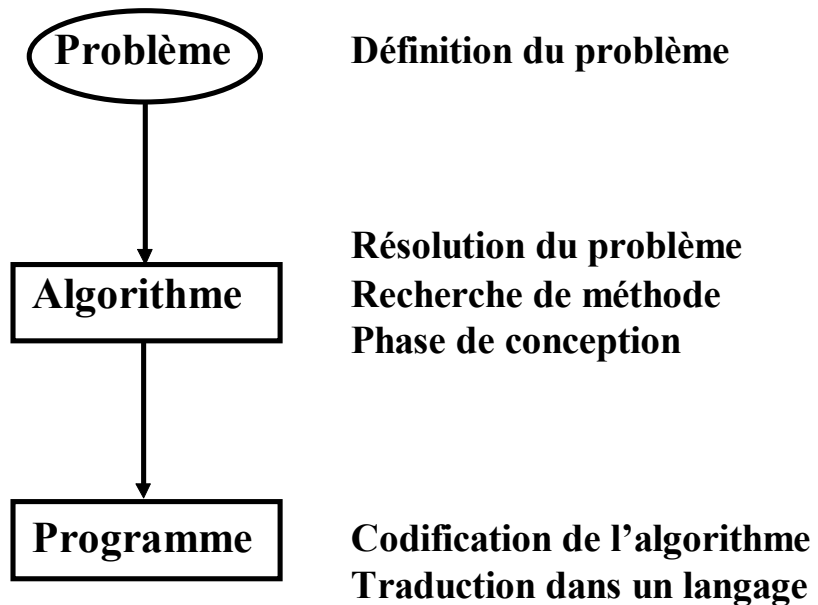 Problème Définition du problème
Résolution du problème
Algorithme Recherche de méthode
Phase de conception
Programme Codification de l’algorithme
Traduction dans un langage